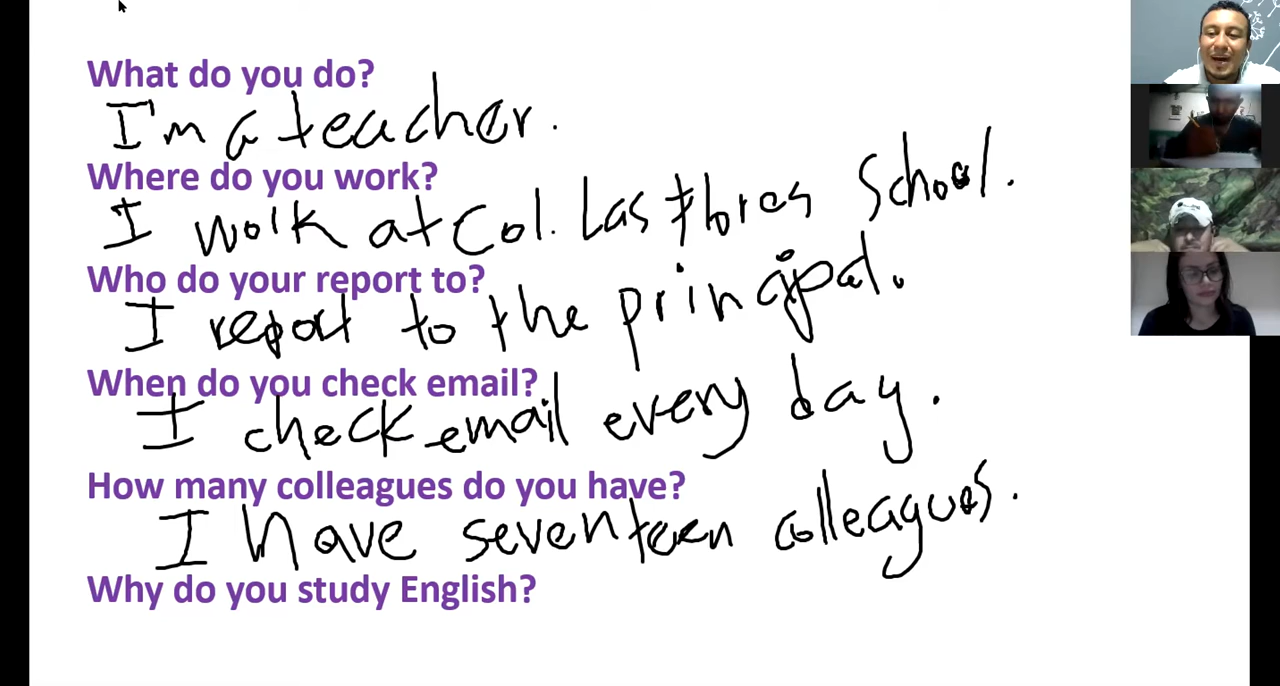 What do you do?
I'm a teacher.
Where do you work?
I work at Col. Las flores School.
Who do your report to?
I report to the principal.
When do you check email?
I check email every day.
How many colleagues do you have?
I have seventeen colleagues.
Why do you study English?